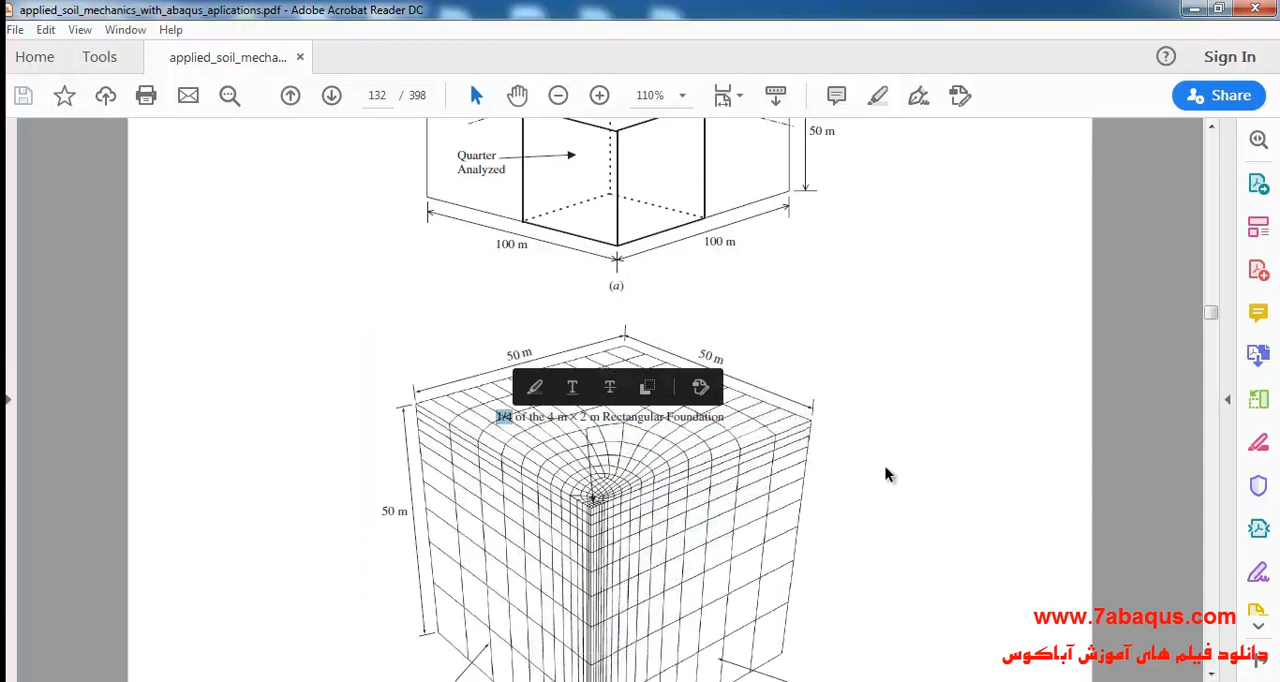 applied_soil_mechanics_with_abaqus_aplications.pdf - Adobe Acrobat Reader DC
File Edit View Window Help
Home Tools applied_soil_mecha... × Sign In
132 / 398 110% Share
50 m
Quarter
Analyzed
100 m 100 m
(a)
50 m 50 m
1/4 of the 4 m × 2 m Rectangular Foundation
50 m
www.7abaqus.com
دانلود فیلم های آموزش آباکوس